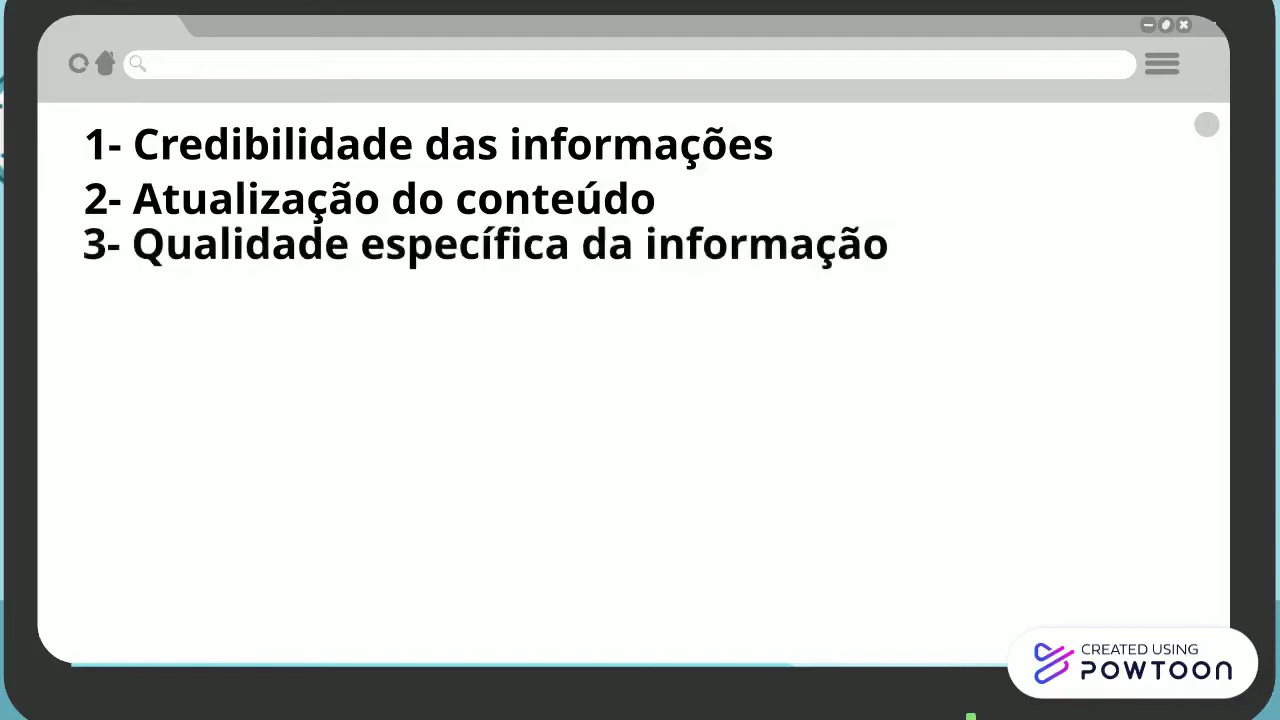 1- Credibilidade das informações
2- Atualização do conteúdo
3- Qualidade específica da informação
CREATED USING
POWTOON